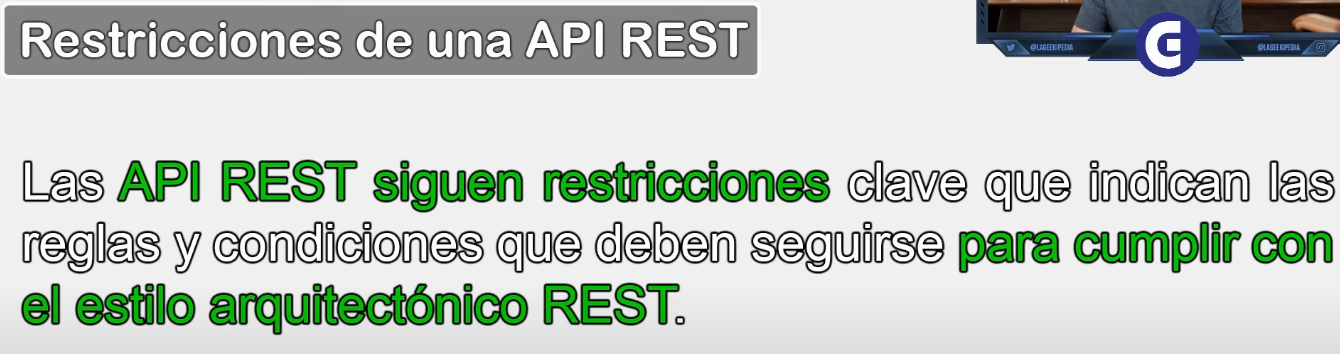 Restricciones de una API REST
@LAGEEKIPEDIA
@LAGEEKIPEDIA
G
Las API REST siguen restricciones clave que indican las
reglas y condiciones que deben seguirse para cumplir con
el estilo arquitectónico REST.